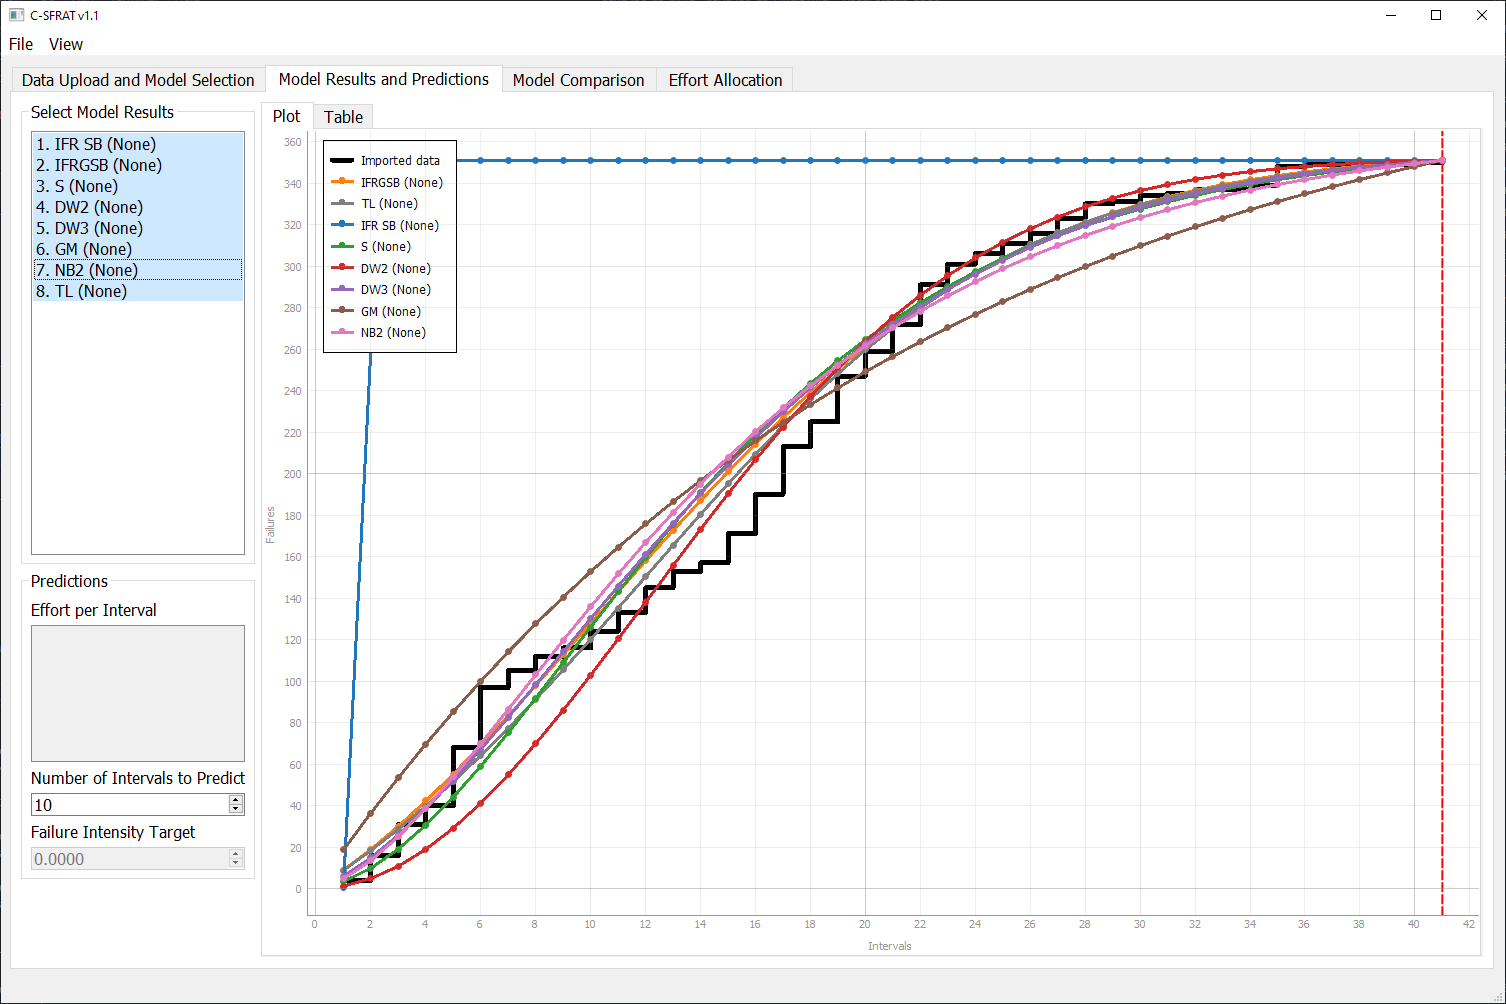 C-SFRAT v1.1
File View
Data Upload and Model Selection
Model Results and Predictions
Model Comparison
Effort Allocation
Select Model Results
1. IFR SB (None)
2. IFRGSB (None)
3. S (None)
4. DW2 (None)
5. DW3 (None)
6. GM (None)
7. NB2 (None)
8. TL (None)
Predictions
Effort per Interval
Number of Intervals to Predict
10
Failure Intensity Target
0.0000
Plot
Table
Imported data
IFRGSB (None)
TL (None)
IFR SB (None)
S (None)
DW2 (None)
DW3 (None)
GM (None)
NB2 (None)
Failures
360
340
320
300
280
260
240
220
200
180
160
140
120
100
80
60
40
20
0
0 2 4 6 8 10 12 14 16 18 20 22 24 26 28 30 32 34 36 38 40 42
Intervals